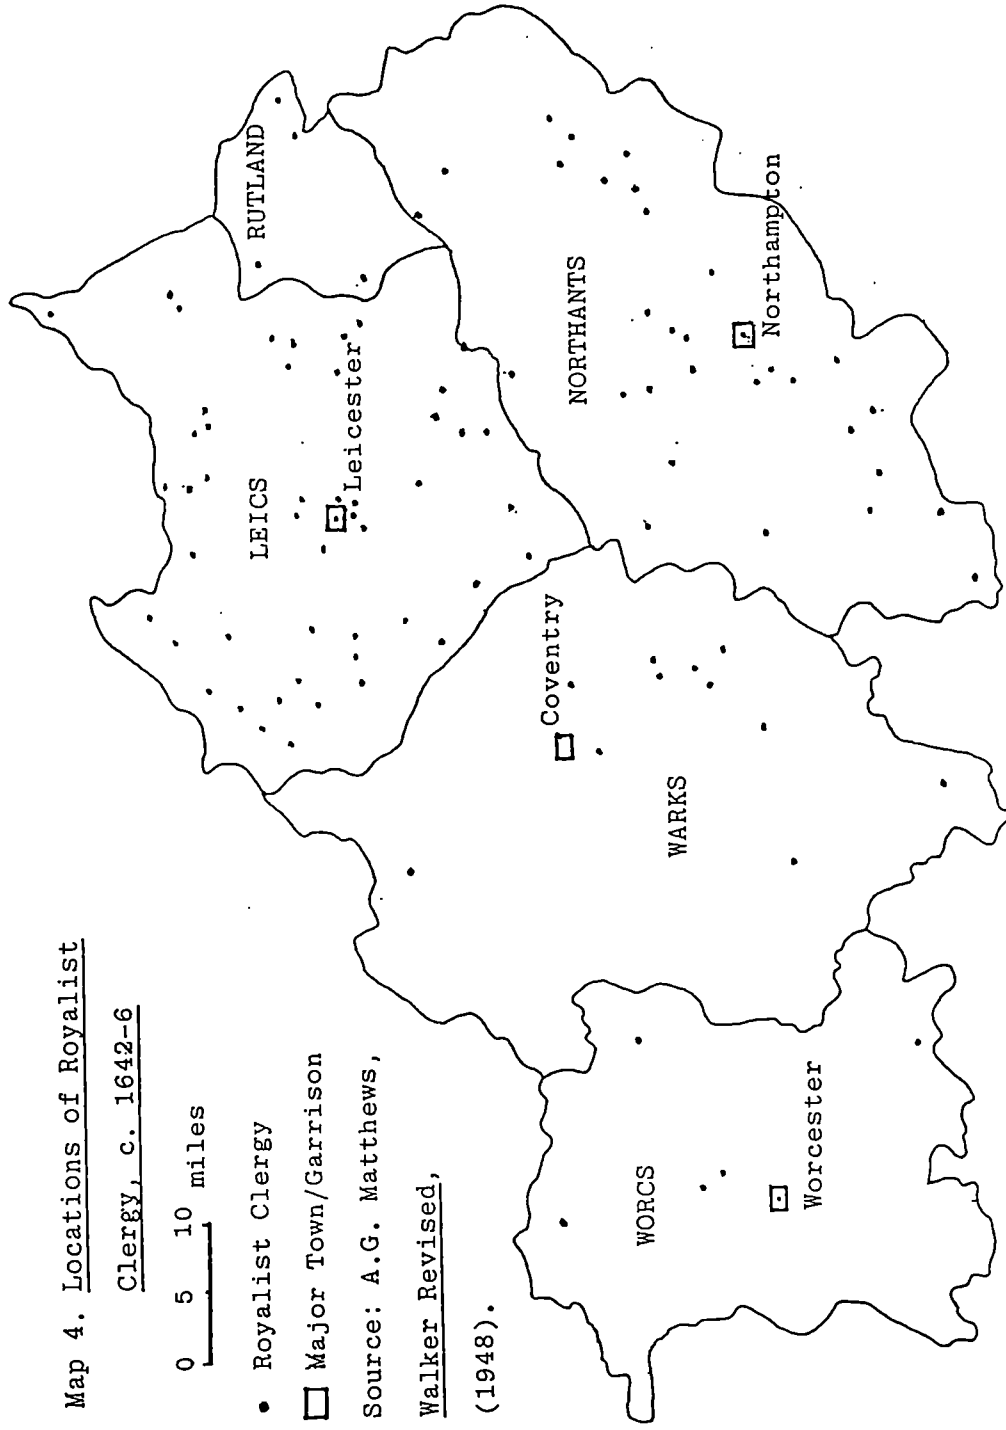 Map 4. Locations of Royalist
Clergy, c. 1642-6
0 5 10 miles
Royalist Clergy
Major Town/Garrison
Source: A.G. Matthews,
Walker Revised,
(1948).
RUTLAND
LEICS
Leicester
NORTHANTS
Northampton
Coventry
WARKS
WORCS
Worcester